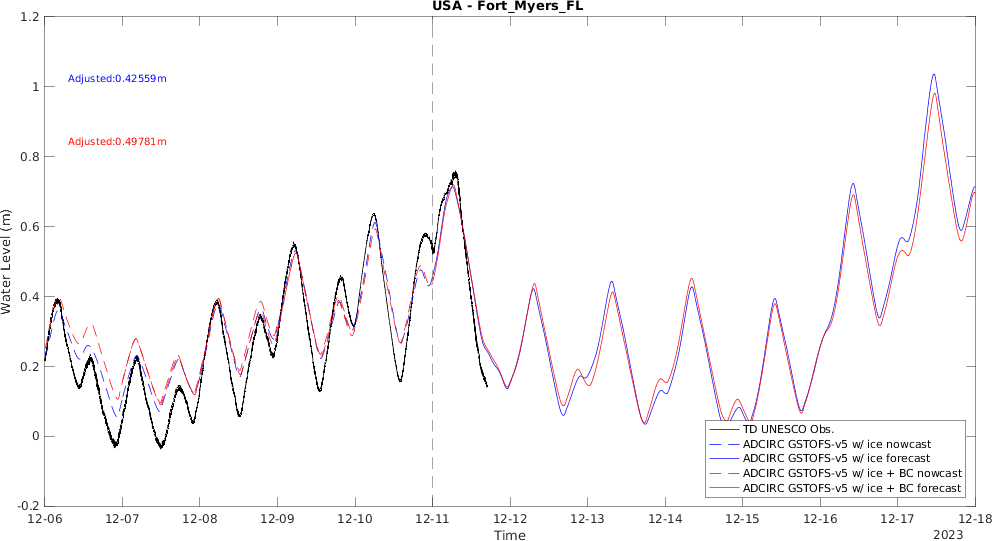 USA - Fort_Myers_FL
1.2
1
0.8
0.6
0.4
0.2
0
-0.2
Water Level (m)
Adjusted:0.42559m
Adjusted:0.49781m
TD UNESCO Obs.
ADCIRC GSTOFS-v5 w/ ice nowcast
ADCIRC GSTOFS-v5 w/ ice forecast
ADCIRC GSTOFS-v5 w/ ice + BC nowcast
ADCIRC GSTOFS-v5 w/ ice + BC forecast
12-06 12-07 12-08 12-09 12-10 12-11 12-12 12-13 12-14 12-15 12-16 12-17 12-18
Time
2023